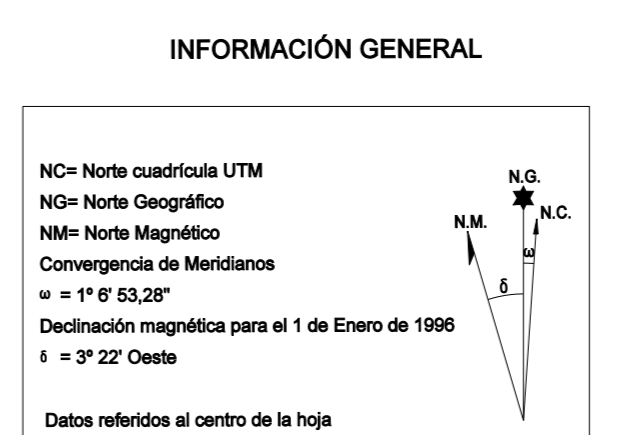 INFORMACIÓN GENERAL
NC= Norte cuadrícula UTM
NG= Norte Geográfico
NM= Norte Magnético
Convergencia de Meridianos
ω = 1º 6' 53,28"
Declinación magnética para el 1 de Enero de 1996
δ = 3º 22' Oeste
Datos referidos al centro de la hoja
N.G.
N.C.
N.M.
ω
δ